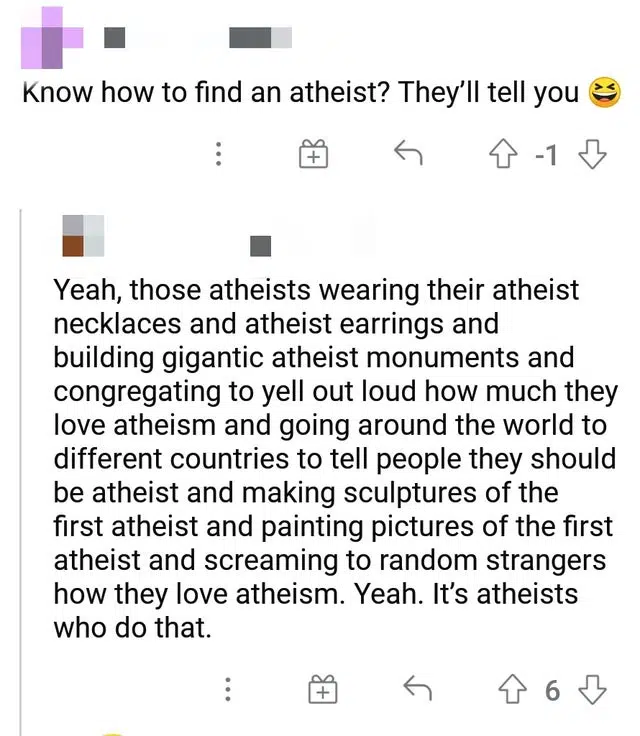 Know how to find an atheist? They’ll tell you 😆
-1
Yeah, those atheists wearing their atheist
necklaces and atheist earrings and
building gigantic atheist monuments and
congregating to yell out loud how much they
love atheism and going around the world to
different countries to tell people they should
be atheist and making sculptures of the
first atheist and painting pictures of the first
atheist and screaming to random strangers
how they love atheism. Yeah. It’s atheists
who do that.
6